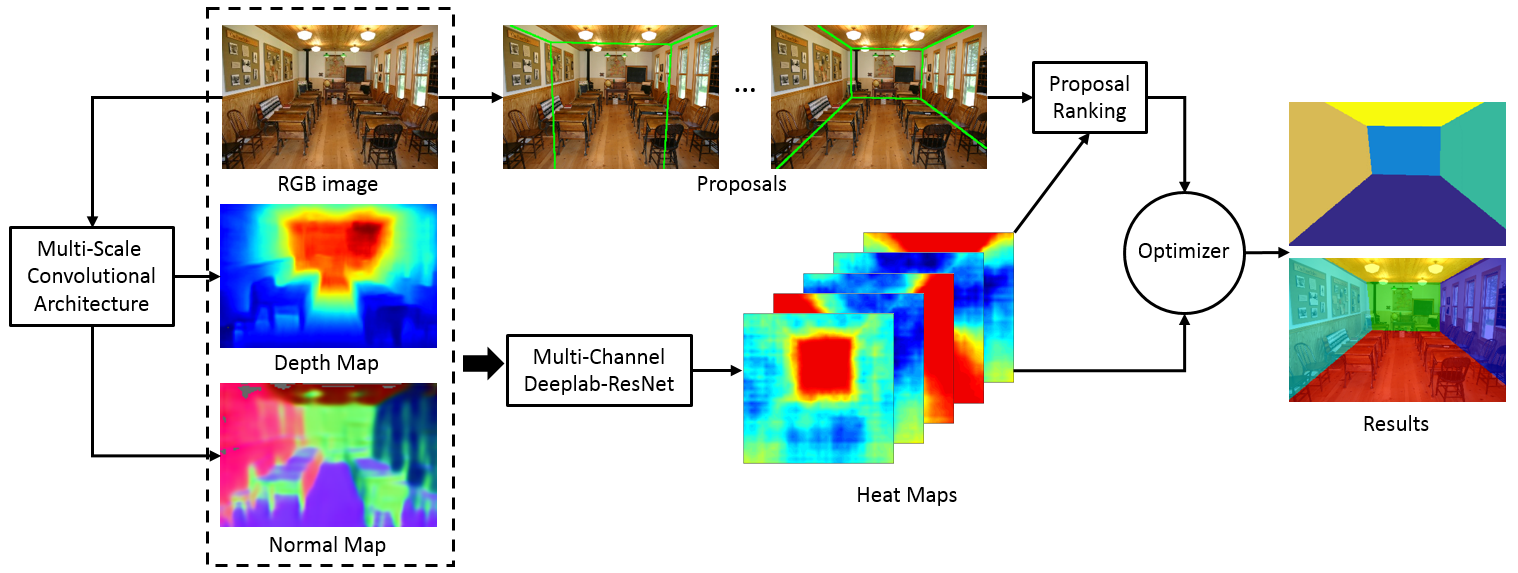 RGB image
...
Proposals
Proposal
Ranking
Multi-Scale
Convolutional
Architecture
Depth Map
Optimizer
Multi-Channel
Deeplab-ResNet
Normal Map
Heat Maps
Results